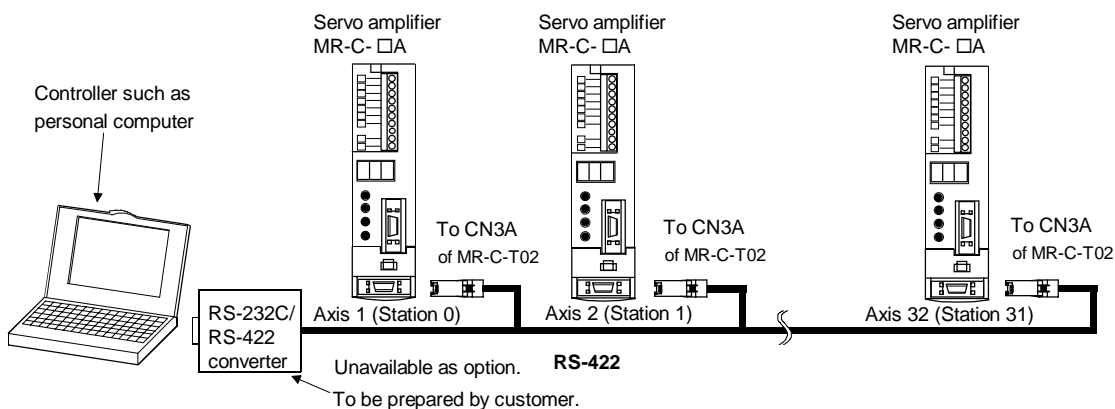 Servo amplifier
MR-C- □A
Servo amplifier
MR-C- □A
Servo amplifier
MR-C- □A
Controller such as
personal computer
To CN3A
of MR-C-T02
To CN3A
of MR-C-T02
To CN3A
of MR-C-T02
RS-232C/
RS-422
converter
Axis 1 (Station 0)
Axis 2 (Station 1)
Axis 32 (Station 31)
Unavailable as option.
RS-422
To be prepared by customer.